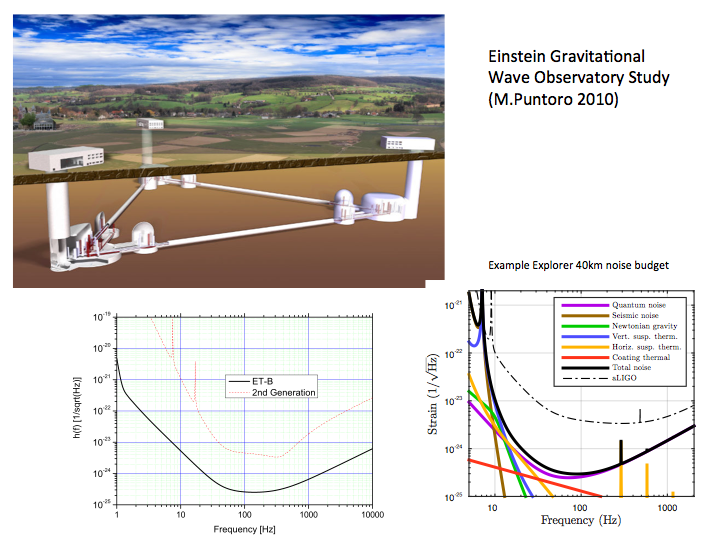 Einstein Gravitational
Wave Observatory Study
(M.Puntoro 2010)
Example Explorer 40km noise budget
10-19
10-20
10-21
10-22
10-23
10-24
10-25
h(f) [1/sqrt(Hz)]
ET-B
2nd Generation
1
10
100
1000
10000
Frequency [Hz]
10-21
10-22
10-23
10-24
10-25
Strain (1/√Hz)
Quantum noise
Seismic noise
Newtonian gravity
Vert. susp. therm.
Horiz. susp. therm.
Coating thermal
Total noise
aLIGO
10
100
1000
Frequency (Hz)